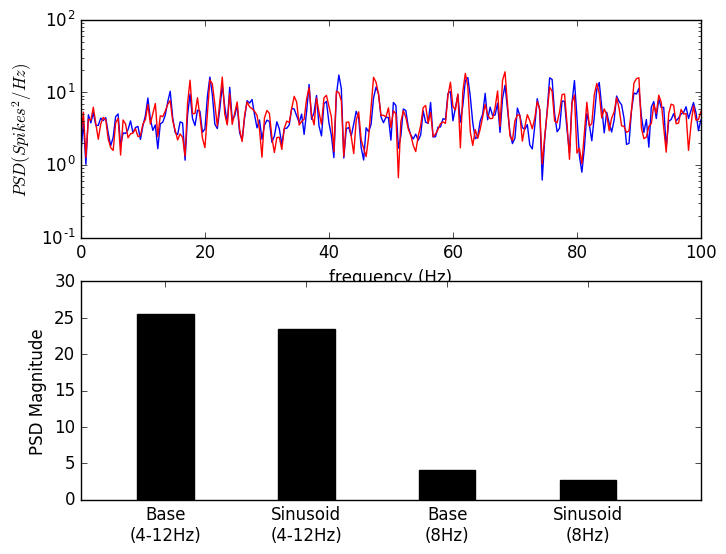 10^2
10^1
10^0
10^-1
PSD(Spikes^2/Hz)
0 20 40 60 80 100
frequency (Hz)
30
25
20
15
10
5
0
PSD Magnitude
Base Sinusoid Base Sinusoid
(4-12Hz) (4-12Hz) (8Hz) (8Hz)